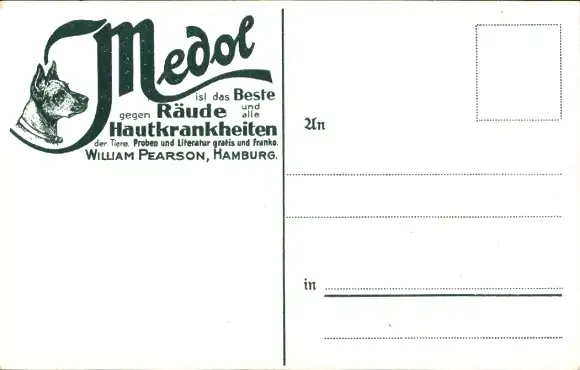 Medol
ist das Beste
gegen Räude und alle
Hautkrankheiten
der Tiere. Proben und Literatur gratis und franko.
WILLIAM PEARSON, HAMBURG.
An
in